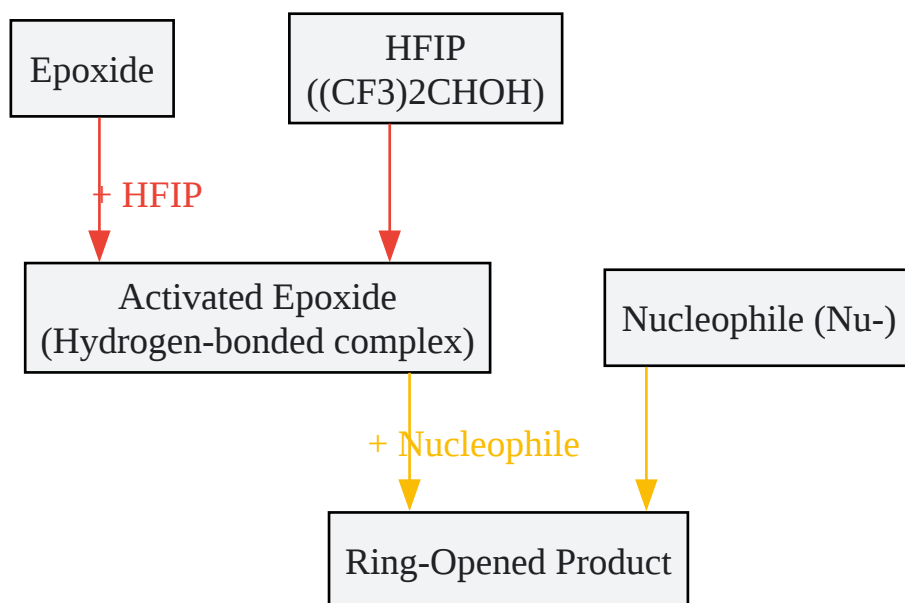 Epoxide
HFIP
((CF3)2CHOH)
+ HFIP
Activated Epoxide
(Hydrogen-bonded complex)
Nucleophile (Nu-)
+ Nucleophile
Ring-Opened Product